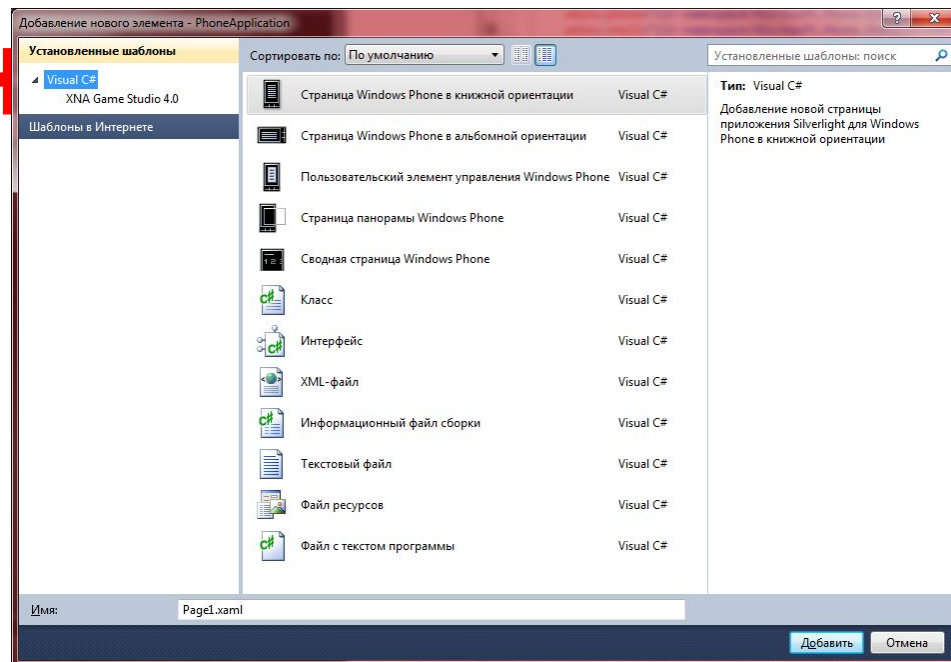 Добавление нового элемента - PhoneApplication
Установленные шаблоны
Сортировать по: По умолчанию
Установленные шаблоны: поиск
Visual C#
XNA Game Studio 4.0
Шаблоны в Интернете
Страница Windows Phone в книжной ориентации Visual C#
Страница Windows Phone в альбомной ориентации Visual C#
Пользовательский элемент управления Windows Phone Visual C#
Страница панорамы Windows Phone Visual C#
Сводная страница Windows Phone Visual C#
Класс Visual C#
Интерфейс Visual C#
XML-файл Visual C#
Информационный файл сборки Visual C#
Текстовый файл Visual C#
Файл ресурсов Visual C#
Файл с текстом программы Visual C#
Тип: Visual C#
Добавление новой страницы
приложения Silverlight для Windows
Phone в книжной ориентации
Имя: Page1.xaml
Добавить Отмена